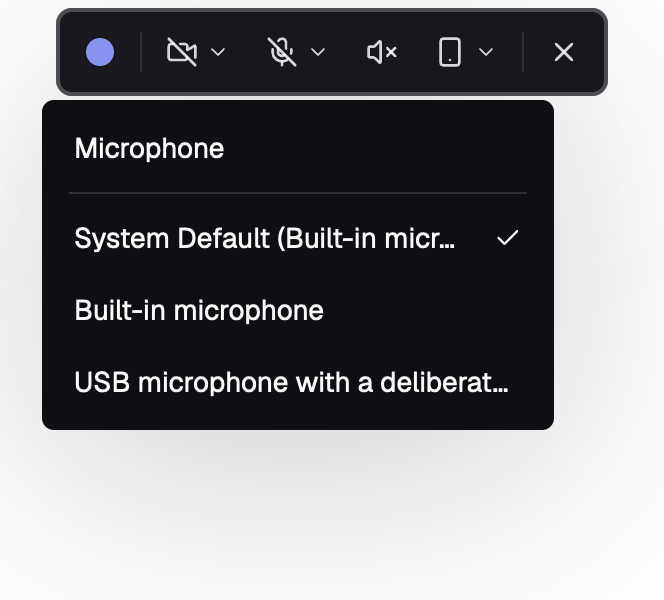 Microphone
System Default (Built-in micr...
Built-in microphone
USB microphone with a deliberat...